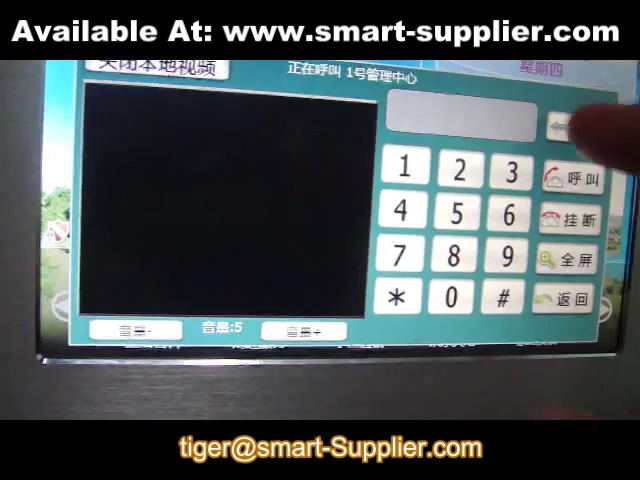 Available At: www.smart-supplier.com
关闭本地视频
正在呼叫 1号管理中心
星期四
1 2 3 呼叫
4 5 6 挂断
7 8 9 全屏
* 0 # 返回
音量- 音量:5 音量+
tiger@smart-Supplier.com